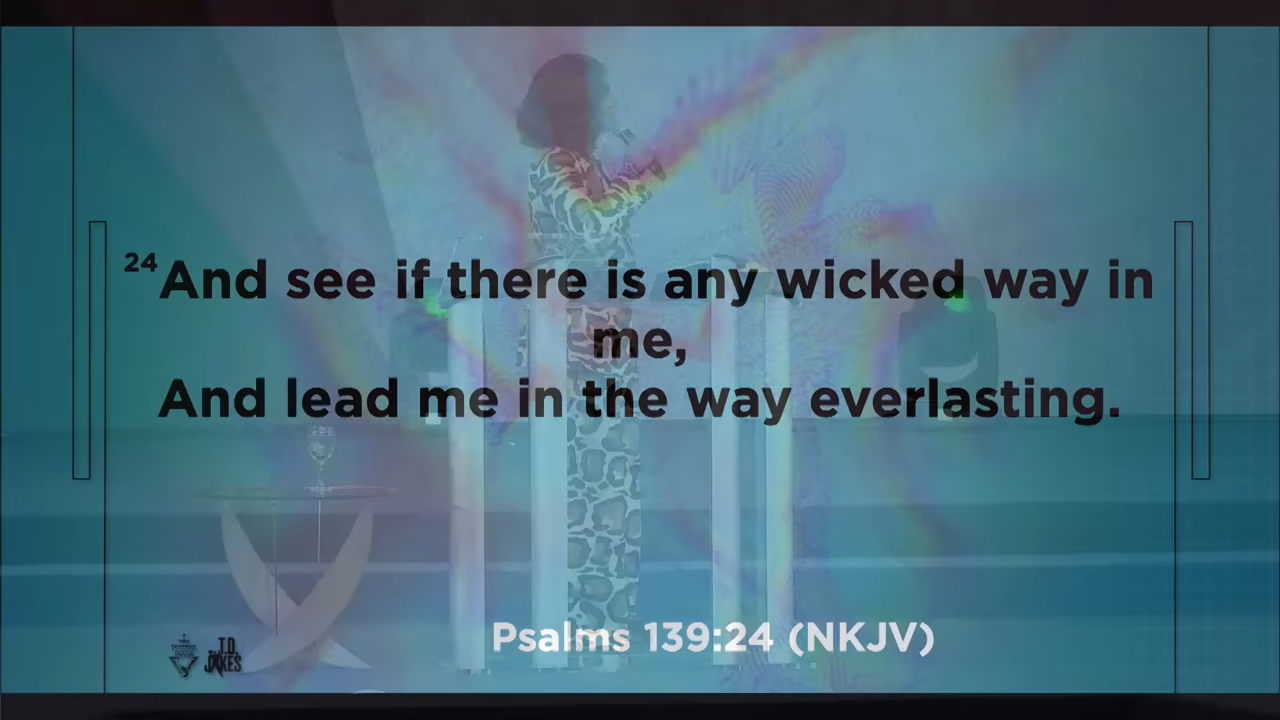 24And see if there is any wicked way in
me,
And lead me in the way everlasting.
Psalms 139:24 (NKJV)
T.D.
JAKES